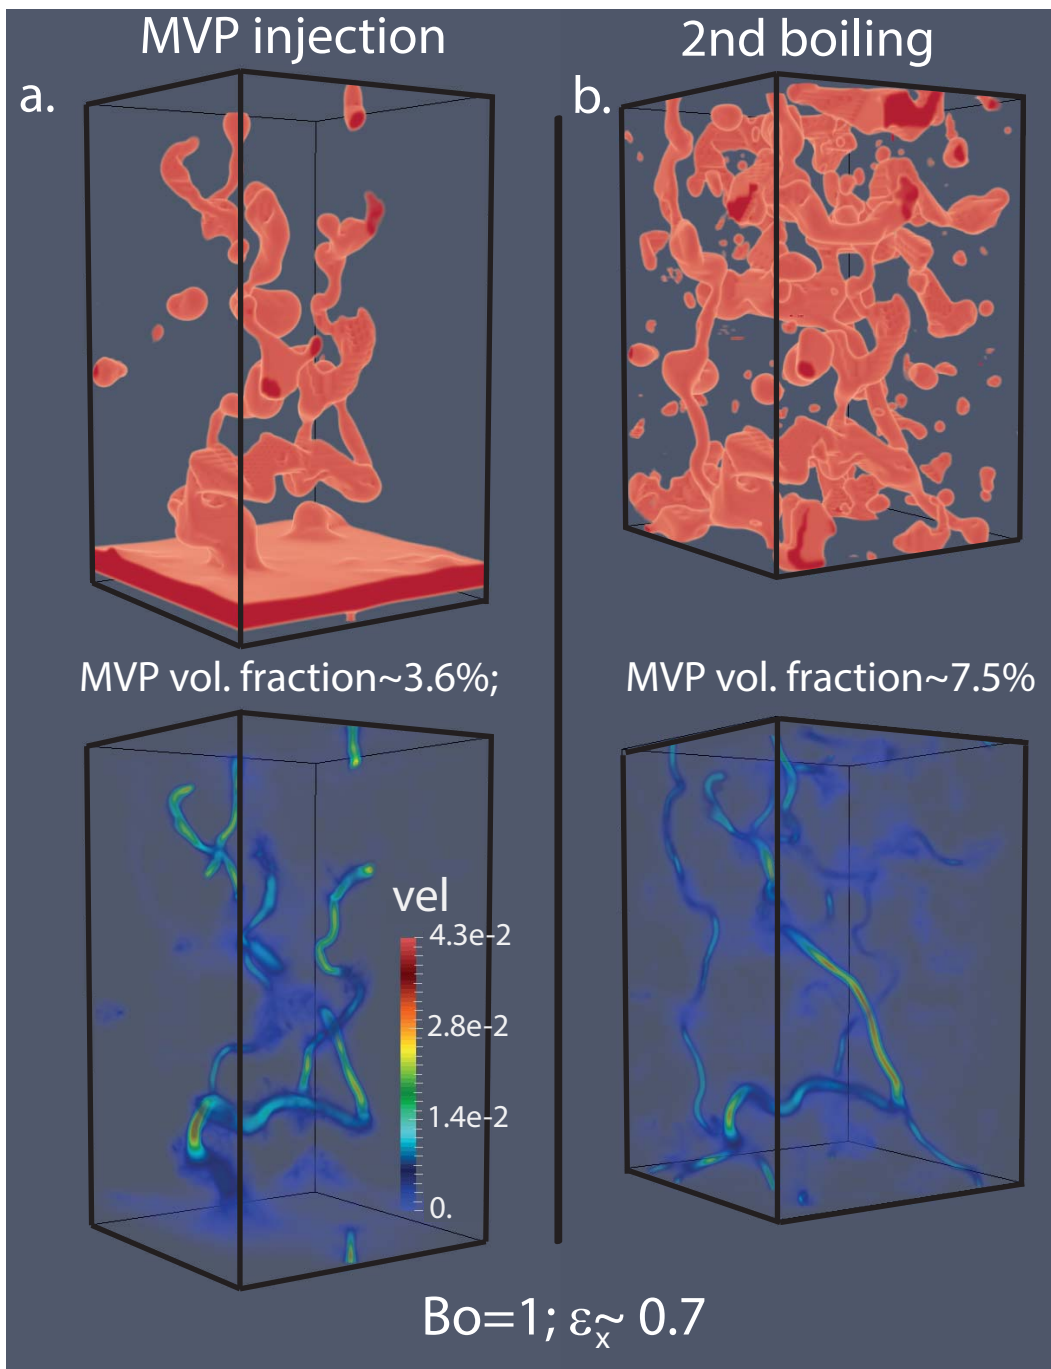 MVP injection
2nd boiling
a.
b.
MVP vol. fraction~3.6%;
MVP vol. fraction~7.5%
vel
4.3e-2
2.8e-2
1.4e-2
0.
Bo=1; εx~ 0.7